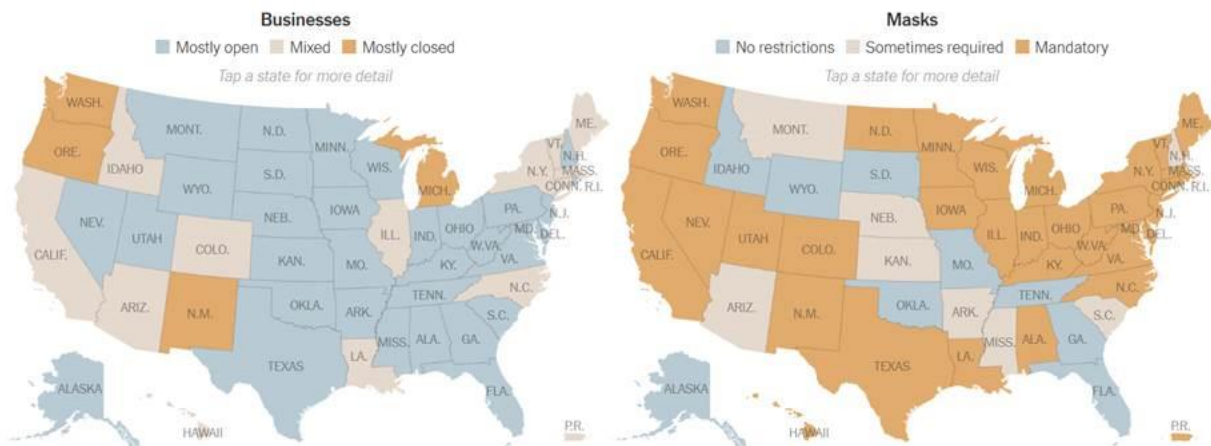 Businesses
Mostly open Mixed Mostly closed
Tap a state for more detail
WASH.
MONT.
N.D.
MINN.
ME.
ORE.
IDAHO
S.D.
WIS.
VT.
N.H.
WYO.
MICH.
N.Y.
MASS.
CONN. R.I.
NEV.
NEB.
IOWA
PA.
N.J.
UTAH
COLO.
ILL.
IND.
OHIO
MD.
DEL.
CALIF.
KAN.
MO.
W.VA.
VA.
KY.
ARIZ.
N.M.
OKLA.
ARK.
TENN.
N.C.
S.C.
TEXAS
LA.
MISS.
ALA.
GA.
FLA.
ALASKA
HAWAII
P.R.
Masks
No restrictions Sometimes required Mandatory
Tap a state for more detail
WASH.
MONT.
N.D.
MINN.
ME.
ORE.
IDAHO
S.D.
WIS.
VT.
N.H.
WYO.
MICH.
N.Y.
MASS.
CONN. R.I.
NEV.
NEB.
IOWA
PA.
N.J.
UTAH
COLO.
ILL.
IND.
OHIO
MD.
DEL.
CALIF.
KAN.
MO.
W.VA.
VA.
KY.
ARIZ.
N.M.
OKLA.
ARK.
TENN.
N.C.
S.C.
TEXAS
LA.
MISS.
ALA.
GA.
FLA.
ALASKA
HAWAII
P.R.